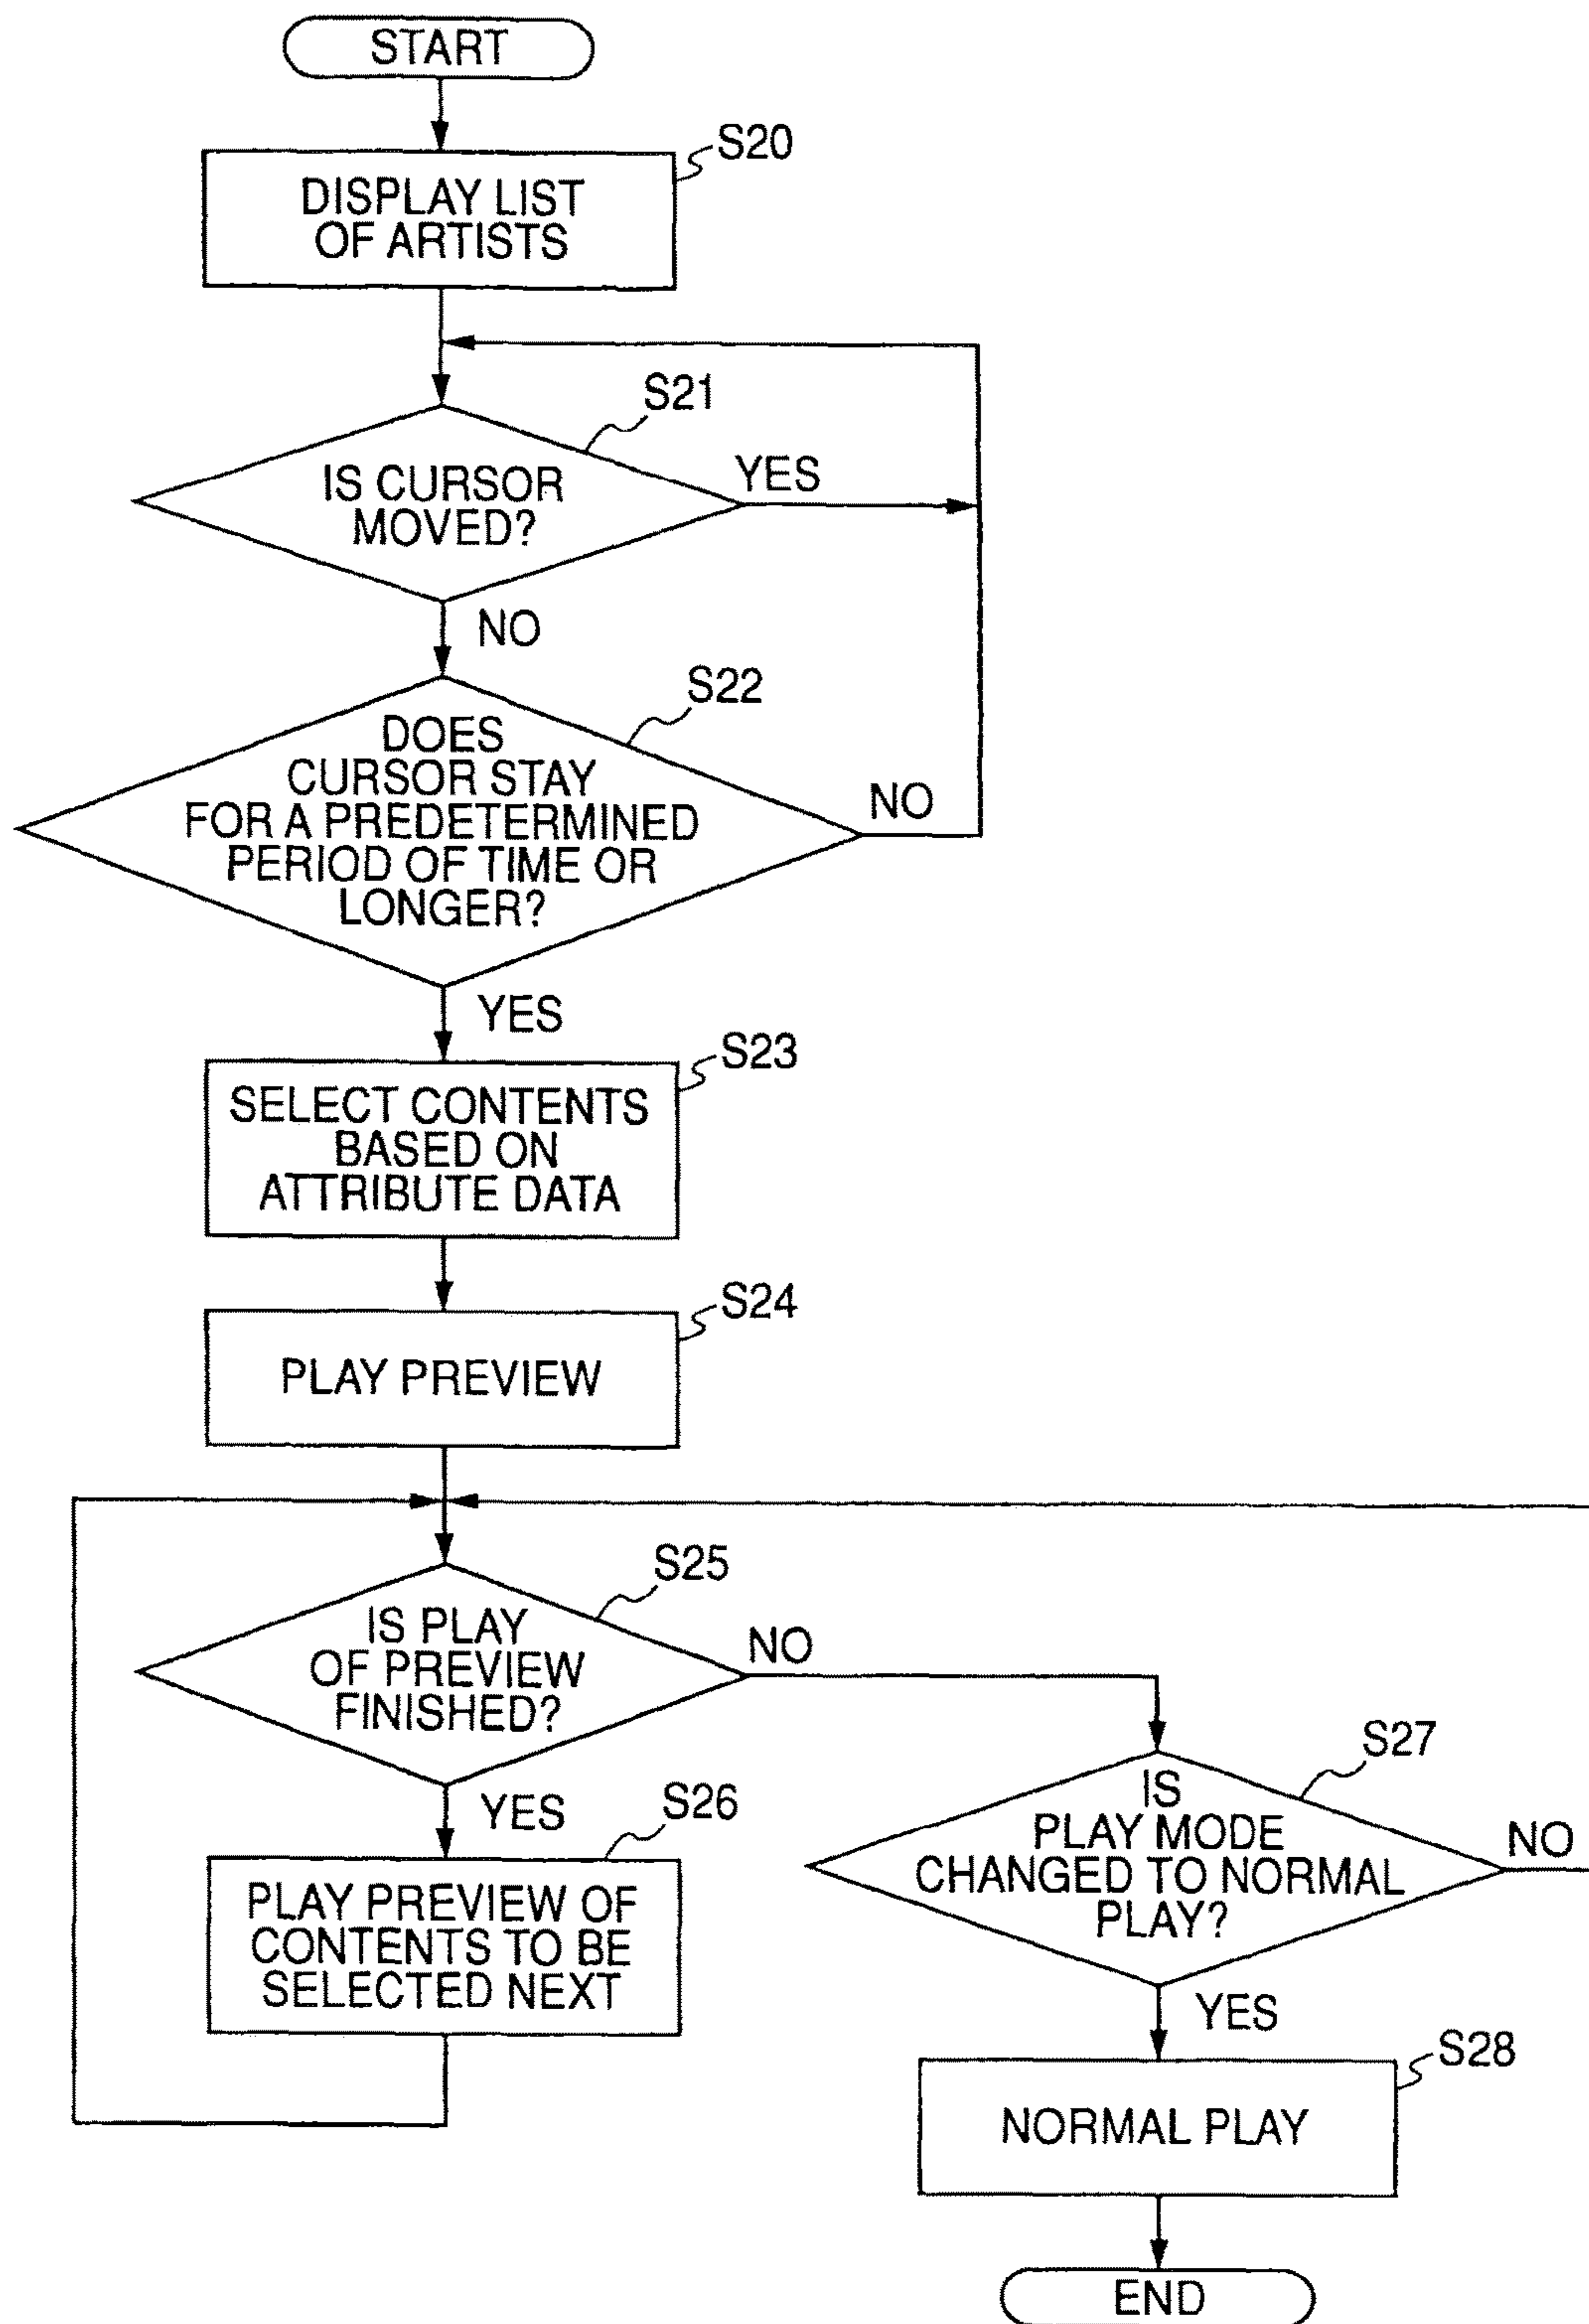 START
S20
DISPLAY LIST
OF ARTISTS
S21
IS CURSOR
MOVED?
YES
NO
S22
DOES
CURSOR STAY
FOR A PREDETERMINED
PERIOD OF TIME OR
LONGER?
NO
YES
S23
SELECT CONTENTS
BASED ON
ATTRIBUTE DATA
S24
PLAY PREVIEW
S25
IS PLAY
OF PREVIEW
FINISHED?
NO
YES
S26
PLAY PREVIEW OF
CONTENTS TO BE
SELECTED NEXT
S27
IS
PLAY MODE
CHANGED TO NORMAL
PLAY?
NO
YES
S28
NORMAL PLAY
END